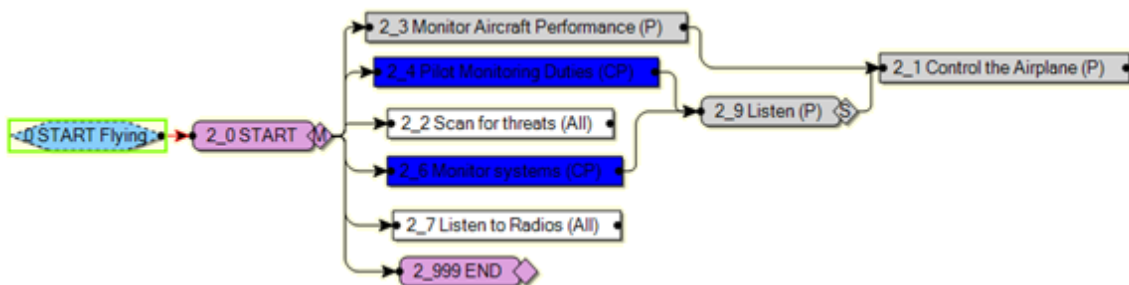 0 START Flying
2_0 START
M
2_3 Monitor Aircraft Performance (P)
2_4 Pilot Monitoring Duties (CP)
2_2 Scan for threats (All)
2_6 Monitor systems (CP)
2_7 Listen to Radios (All)
2_999 END
2_9 Listen (P)
S
2_1 Control the Airplane (P)